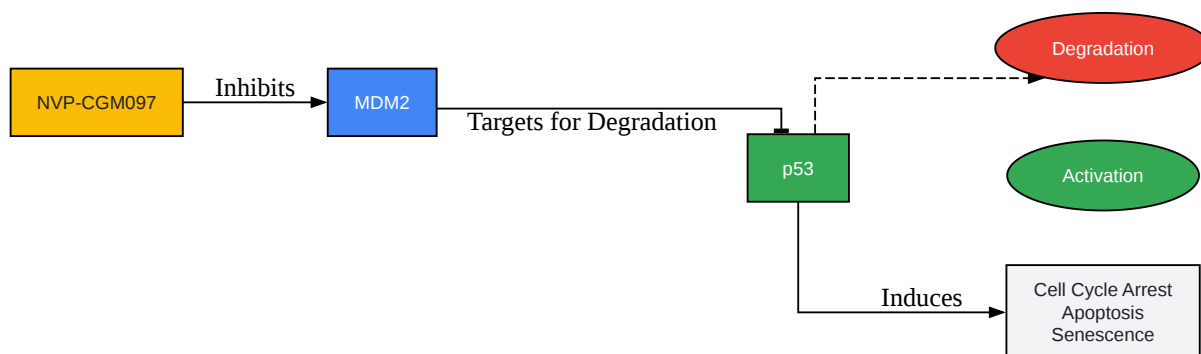 NVP-CGM097
Inhibits
MDM2
Targets for Degradation
p53
Degradation
Activation
Induces
Cell Cycle Arrest
Apoptosis
Senescence